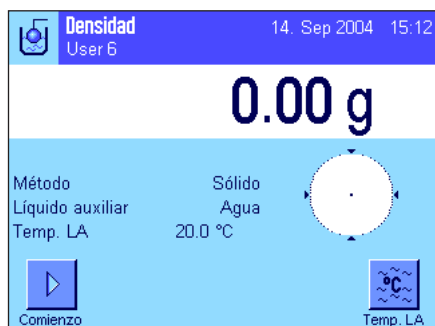 Densidad 14. Sep 2004 15:12
User 6
0.00 g
Método Sólido
Líquido auxiliar Agua
Temp. LA 20.0 °C
°C
Comienzo Temp. LA